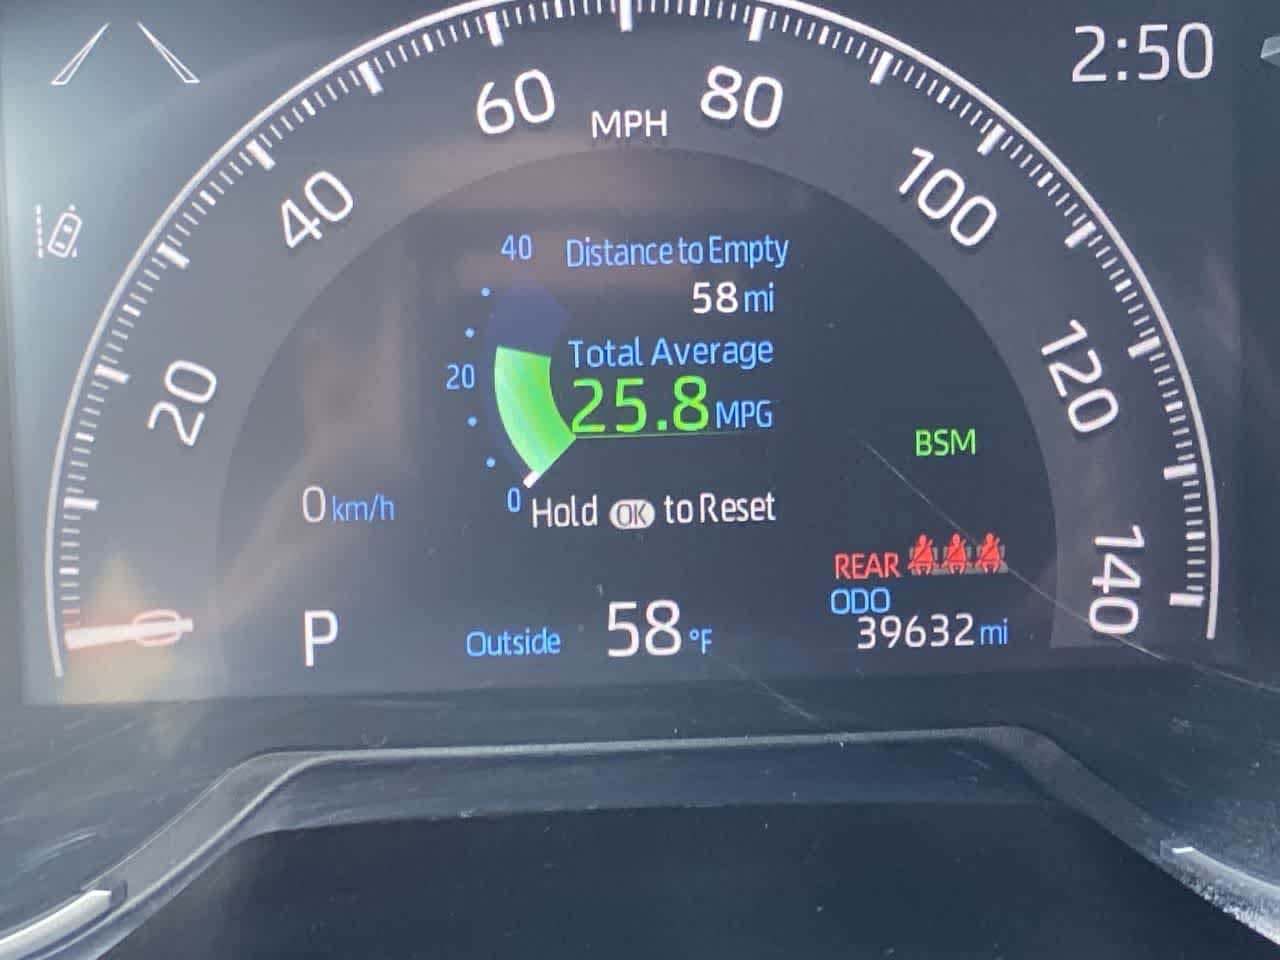 2:50
60
MPH
80
40
100
20
120
140
40
Distance to Empty
58 mi
Total Average
20
25.8 MPG
BSM
0
Hold OK to Reset
0 km/h
REAR
ODO
39632 mi
P
Outside
58 °F